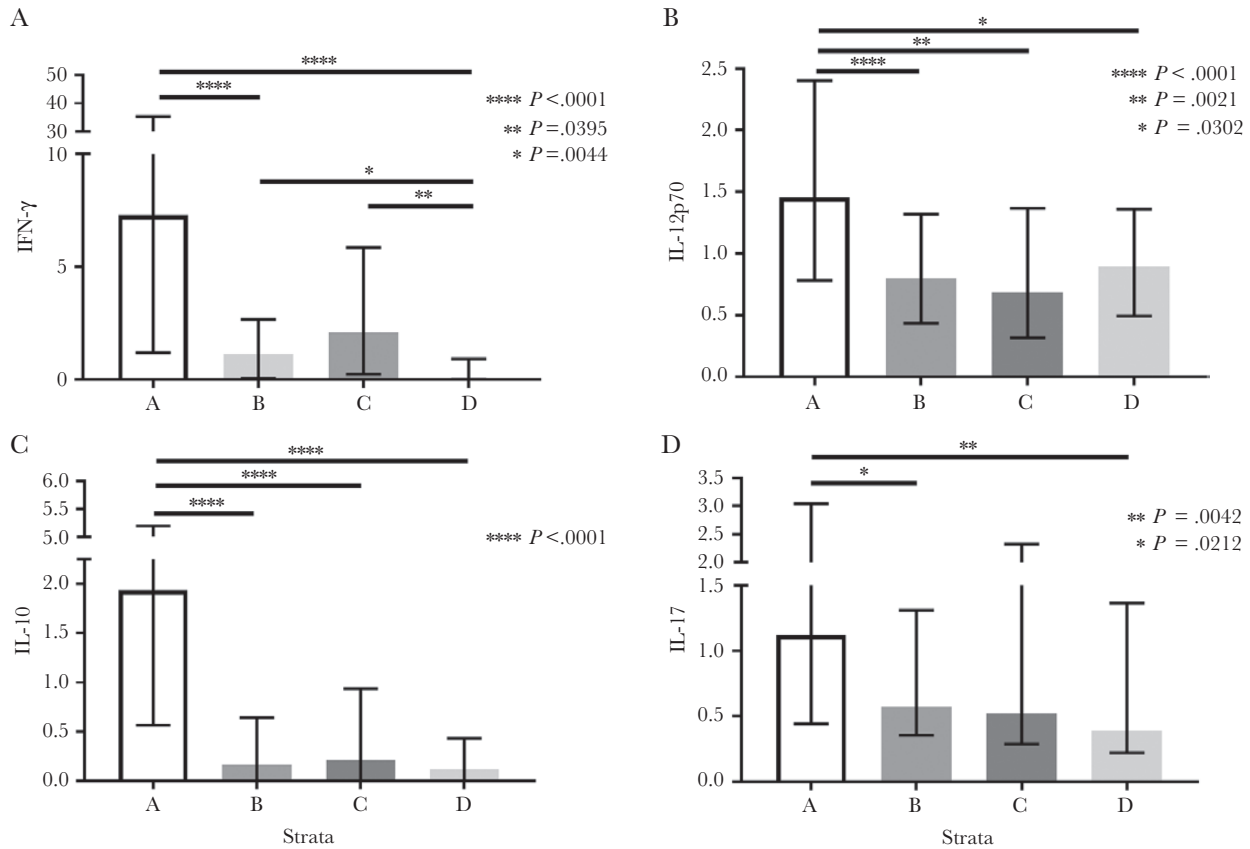 A
IFN-γ
50
40
30
10
5
0
****
****
*
**
**** P<.0001
** P=.0395
* P=.0044
A B C D
B
IL-12p70
2.5
2.0
1.5
1.0
0.5
0.0
*
**
****
**** P<.0001
** P=.0021
* P = .0302
A B C D
C
IL-10
6.0
5.5
5.0
2.0
1.5
1.0
0.5
0.0
****
****
****
**** P<.0001
A B C D
Strata
D
IL-17
3.5
3.0
2.5
2.0
1.5
1.0
0.5
0.0
**
*
** P = .0042
* P = .0212
A B C D
Strata